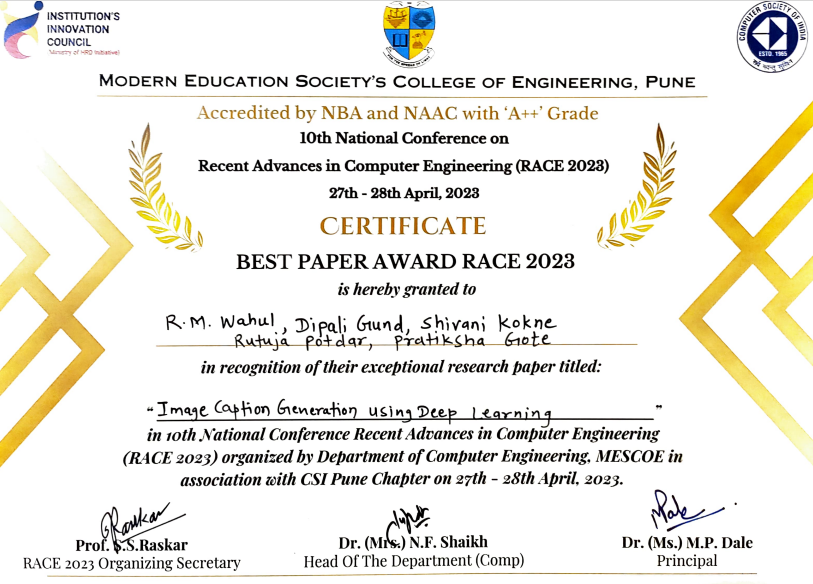 INSTITUTION'S
INNOVATION
COUNCIL
(Ministry of HRD Initiative)
COMPUTER SOCIETY OF INDIA
ESTD. 1965
MODERN EDUCATION SOCIETY'S COLLEGE OF ENGINEERING, PUNE
Accredited by NBA and NAAC with 'A++' Grade
10th National Conference on
Recent Advances in Computer Engineering (RACE 2023)
27th - 28th April, 2023
CERTIFICATE
BEST PAPER AWARD RACE 2023
is hereby granted to
R.M. Wahul, Dipali Gund, Shivani Kokne
Rutuja Potdar, Pratiksha Gote
in recognition of their exceptional research paper titled:
"Image Caption Generation using Deep learning"
in 10th National Conference Recent Advances in Computer Engineering
(RACE 2023) organized by Department of Computer Engineering, MESCOE in
association with CSI Pune Chapter on 27th - 28th April, 2023.
Prof. S.S.Raskar
RACE 2023 Organizing Secretary
Dr. (Mrs.) N.F. Shaikh
Head Of The Department (Comp)
Dr. (Ms.) M.P. Dale
Principal